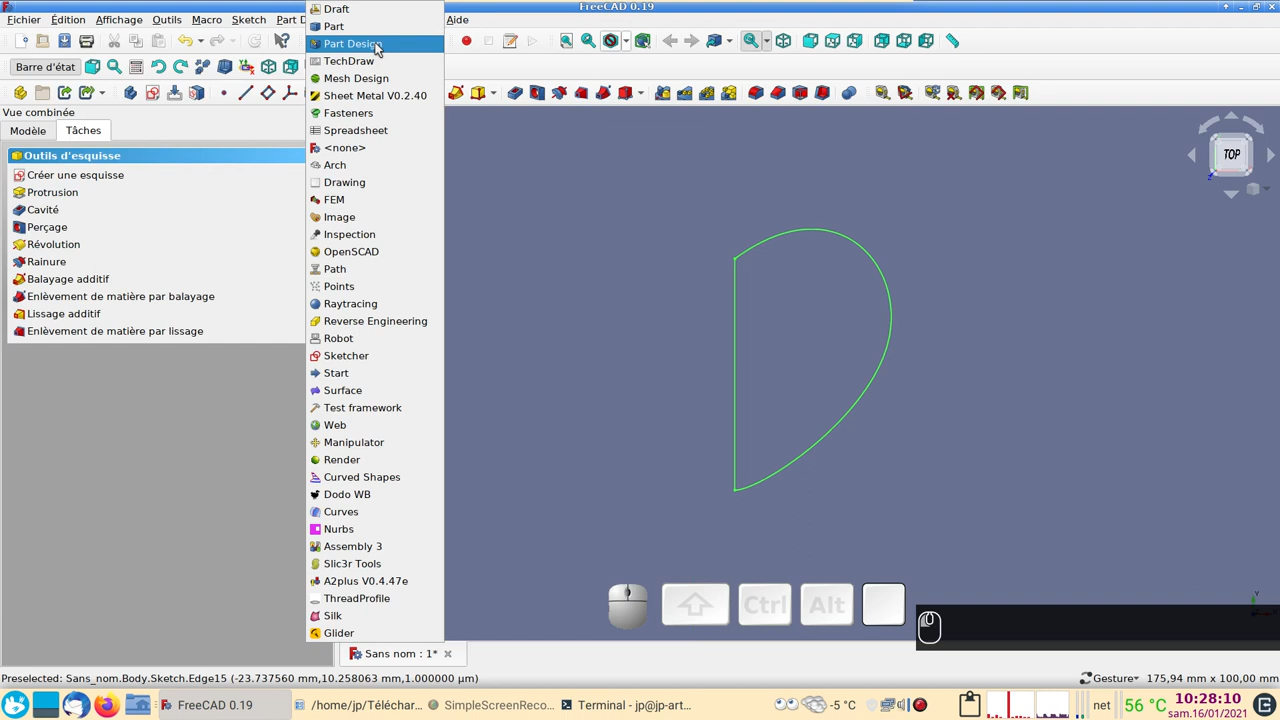 FreeCAD 0.19
Fichier Édition Affichage Outils Macro Sketch Part D Aide
Barre d'état
Vue combinée
Modèle Tâches
Outils d'esquisse
Créer une esquisse
Protrusion
Cavité
Perçage
Révolution
Rainure
Balayage additif
Enlèvement de matière par balayage
Lissage additif
Enlèvement de matière par lissage
Draft
Part
Part Design
TechDraw
Mesh Design
Sheet Metal V0.2.40
Fasteners
Spreadsheet
<none>
Arch
Drawing
FEM
Image
Inspection
OpenSCAD
Path
Points
Raytracing
Reverse Engineering
Robot
Sketcher
Start
Surface
Test framework
Web
Manipulator
Render
Curved Shapes
Dodo WB
Curves
Nurbs
Assembly 3
Slic3r Tools
A2plus V0.4.47e
ThreadProfile
Silk
Glider
TOP
Ctrl Alt
Sans nom : 1*
Preselected: Sans_nom.Body.Sketch.Edge15 (-23.737560 mm,10.258063 mm,1.000000 µm) Gesture 175,94 mm x 100,00 mm
FreeCAD 0.19 /home/jp/Téléchar... SimpleScreenReco... Terminal - jp@jp-art... -5 °C net 56 °C 10:28:10
sam.16/01/2021